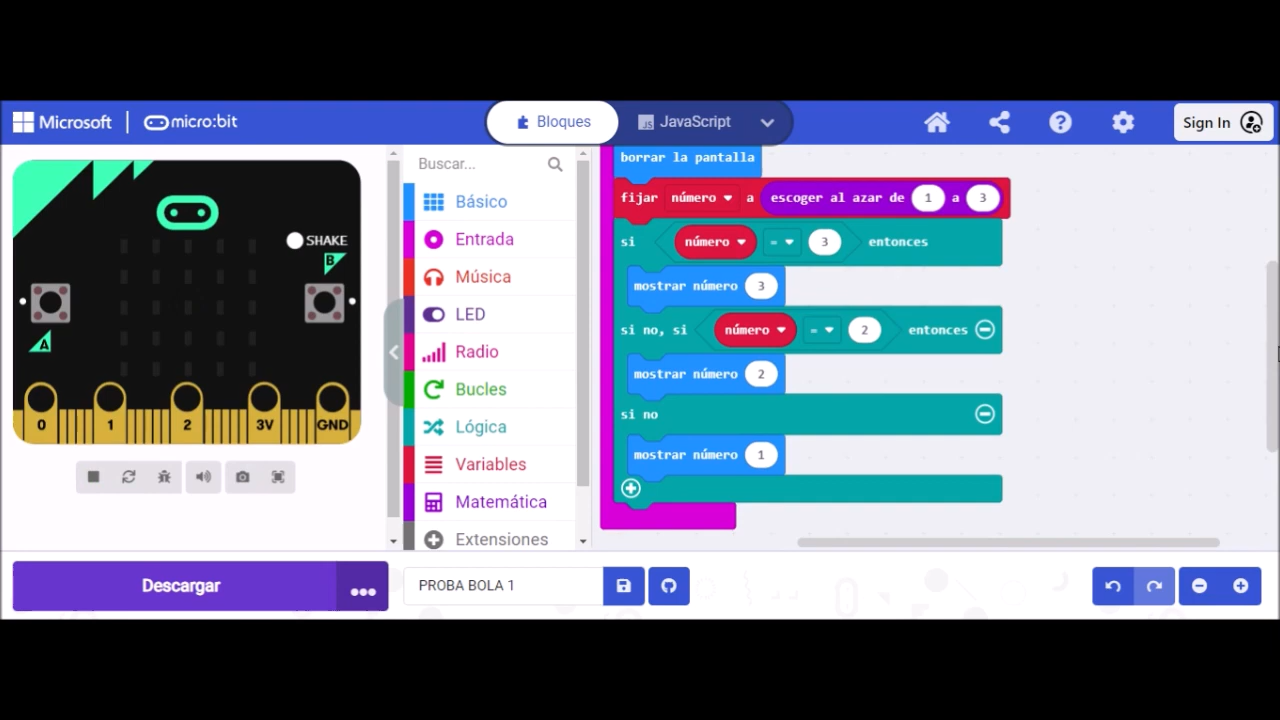 Microsoft | micro:bit
Bloques
JavaScript
Sign In
SHAKE
B
A
0 1 2 3V GND
Buscar...
Básico
Entrada
Música
LED
Radio
Bucles
Lógica
Variables
Matemática
Extensiones
borrar la pantalla
fijar número a escoger al azar de 1 a 3
si número = 3 entonces
mostrar número 3
si no, si número = 2 entonces
mostrar número 2
si no
mostrar número 1
Descargar
PROBA BOLA 1